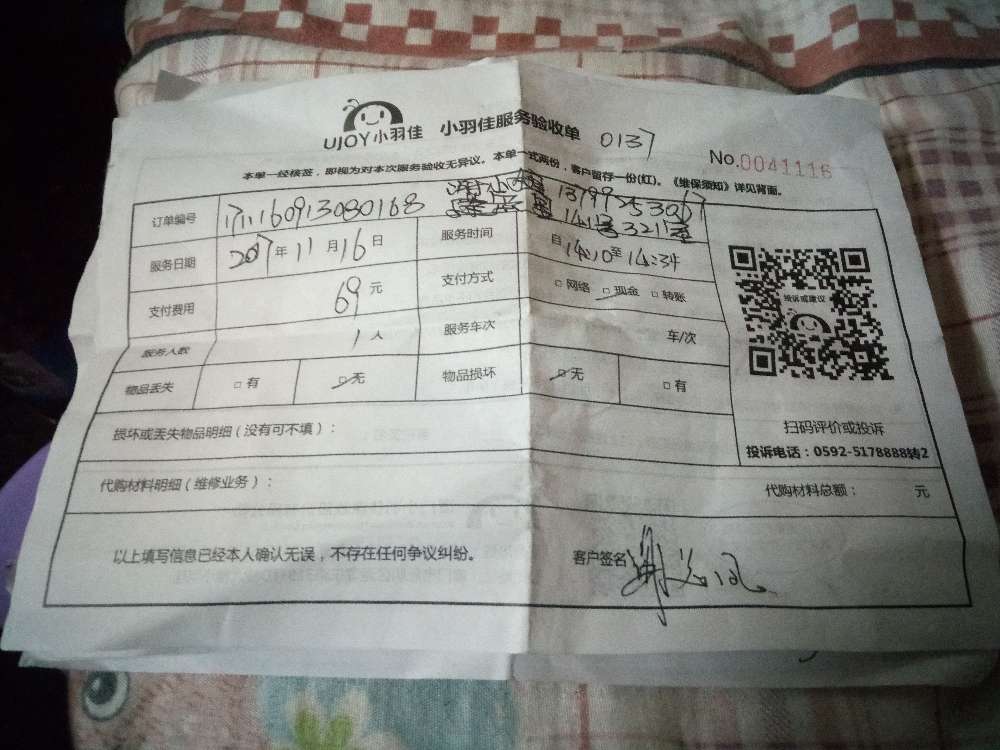 UJOY小羽佳 小羽佳服务验收单 0137
No.0041116
本单一经核签，即视为对本次服务验收无异议。本单一式两份，客户留存一份(红)。《维保须知》详见背面。
订单编号 1711160913080168
服务日期 2017年11月16日 服务时间 自14:10至14:34
支付费用 69元 支付方式 □网络 □现金 □转账
服务人数 1人 服务车次 车/次
物品丢失 □有 □无 物品损坏 □无 □有
投诉或建议
损坏或丢失物品明细（没有可不填）：
扫码评价或投诉
投诉电话：0592-5178888转2
代购材料明细（维修业务）： 代购材料总额： 元
以上填写信息已经本人确认无误，不存在任何争议纠纷。 客户签名